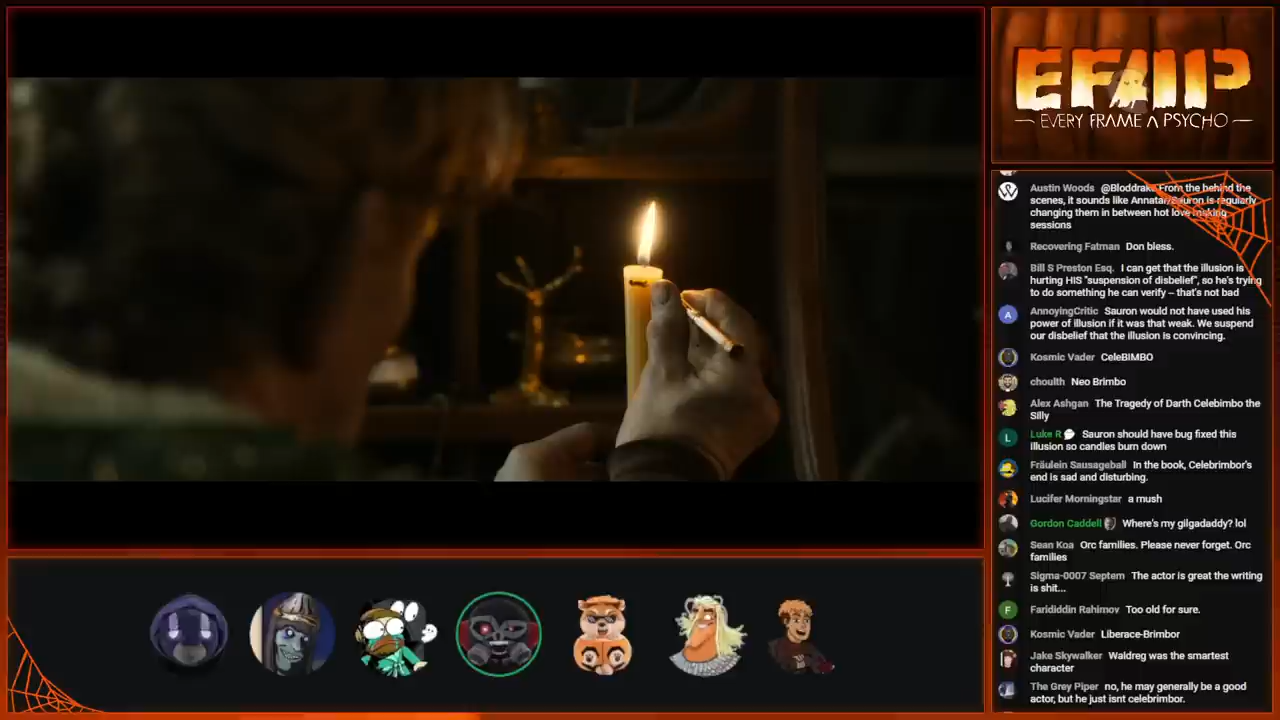 EFAP
EVERY FRAME A PSYCHO
Austin Woods @Bloddrake From the behind the
scenes, it sounds like Annatar/Sauron is regularly
changing them in between hot love making
sessions
Recovering Fatman Don bless.
Bill S Preston Esq. I can get that the illusion is
hurting HIS "suspension of disbelief", so he's trying
to do something he can verify – that's not bad
A AnnoyingCritic Sauron would not have used his
power of illusion if it was that weak. We suspend
our disbelief that the illusion is convincing.
Kosmic Vader CeleBIMBO
choulth Neo Brimbo
Alex Ashgan The Tragedy of Darth Celebimbo the
Silly
L Luke R Sauron should have bug fixed this
illusion so candles burn down
Fräulein Sausageball In the book, Celebrimbor's
end is sad and disturbing.
Lucifer Morningstar a mush
Gordon Caddell Where's my gilgadaddy? lol
Sean Koa Orc families. Please never forget. Orc
families
Sigma-0007 Septem The actor is great the writing
is shit...
F Farididdin Rahimov Too old for sure.
Kosmic Vader Liberace-Brimbor
Jake Skywalker Waldreg was the smartest
character
The Grey Piper no, he may generally be a good
actor, but he just isnt celebrimbor.